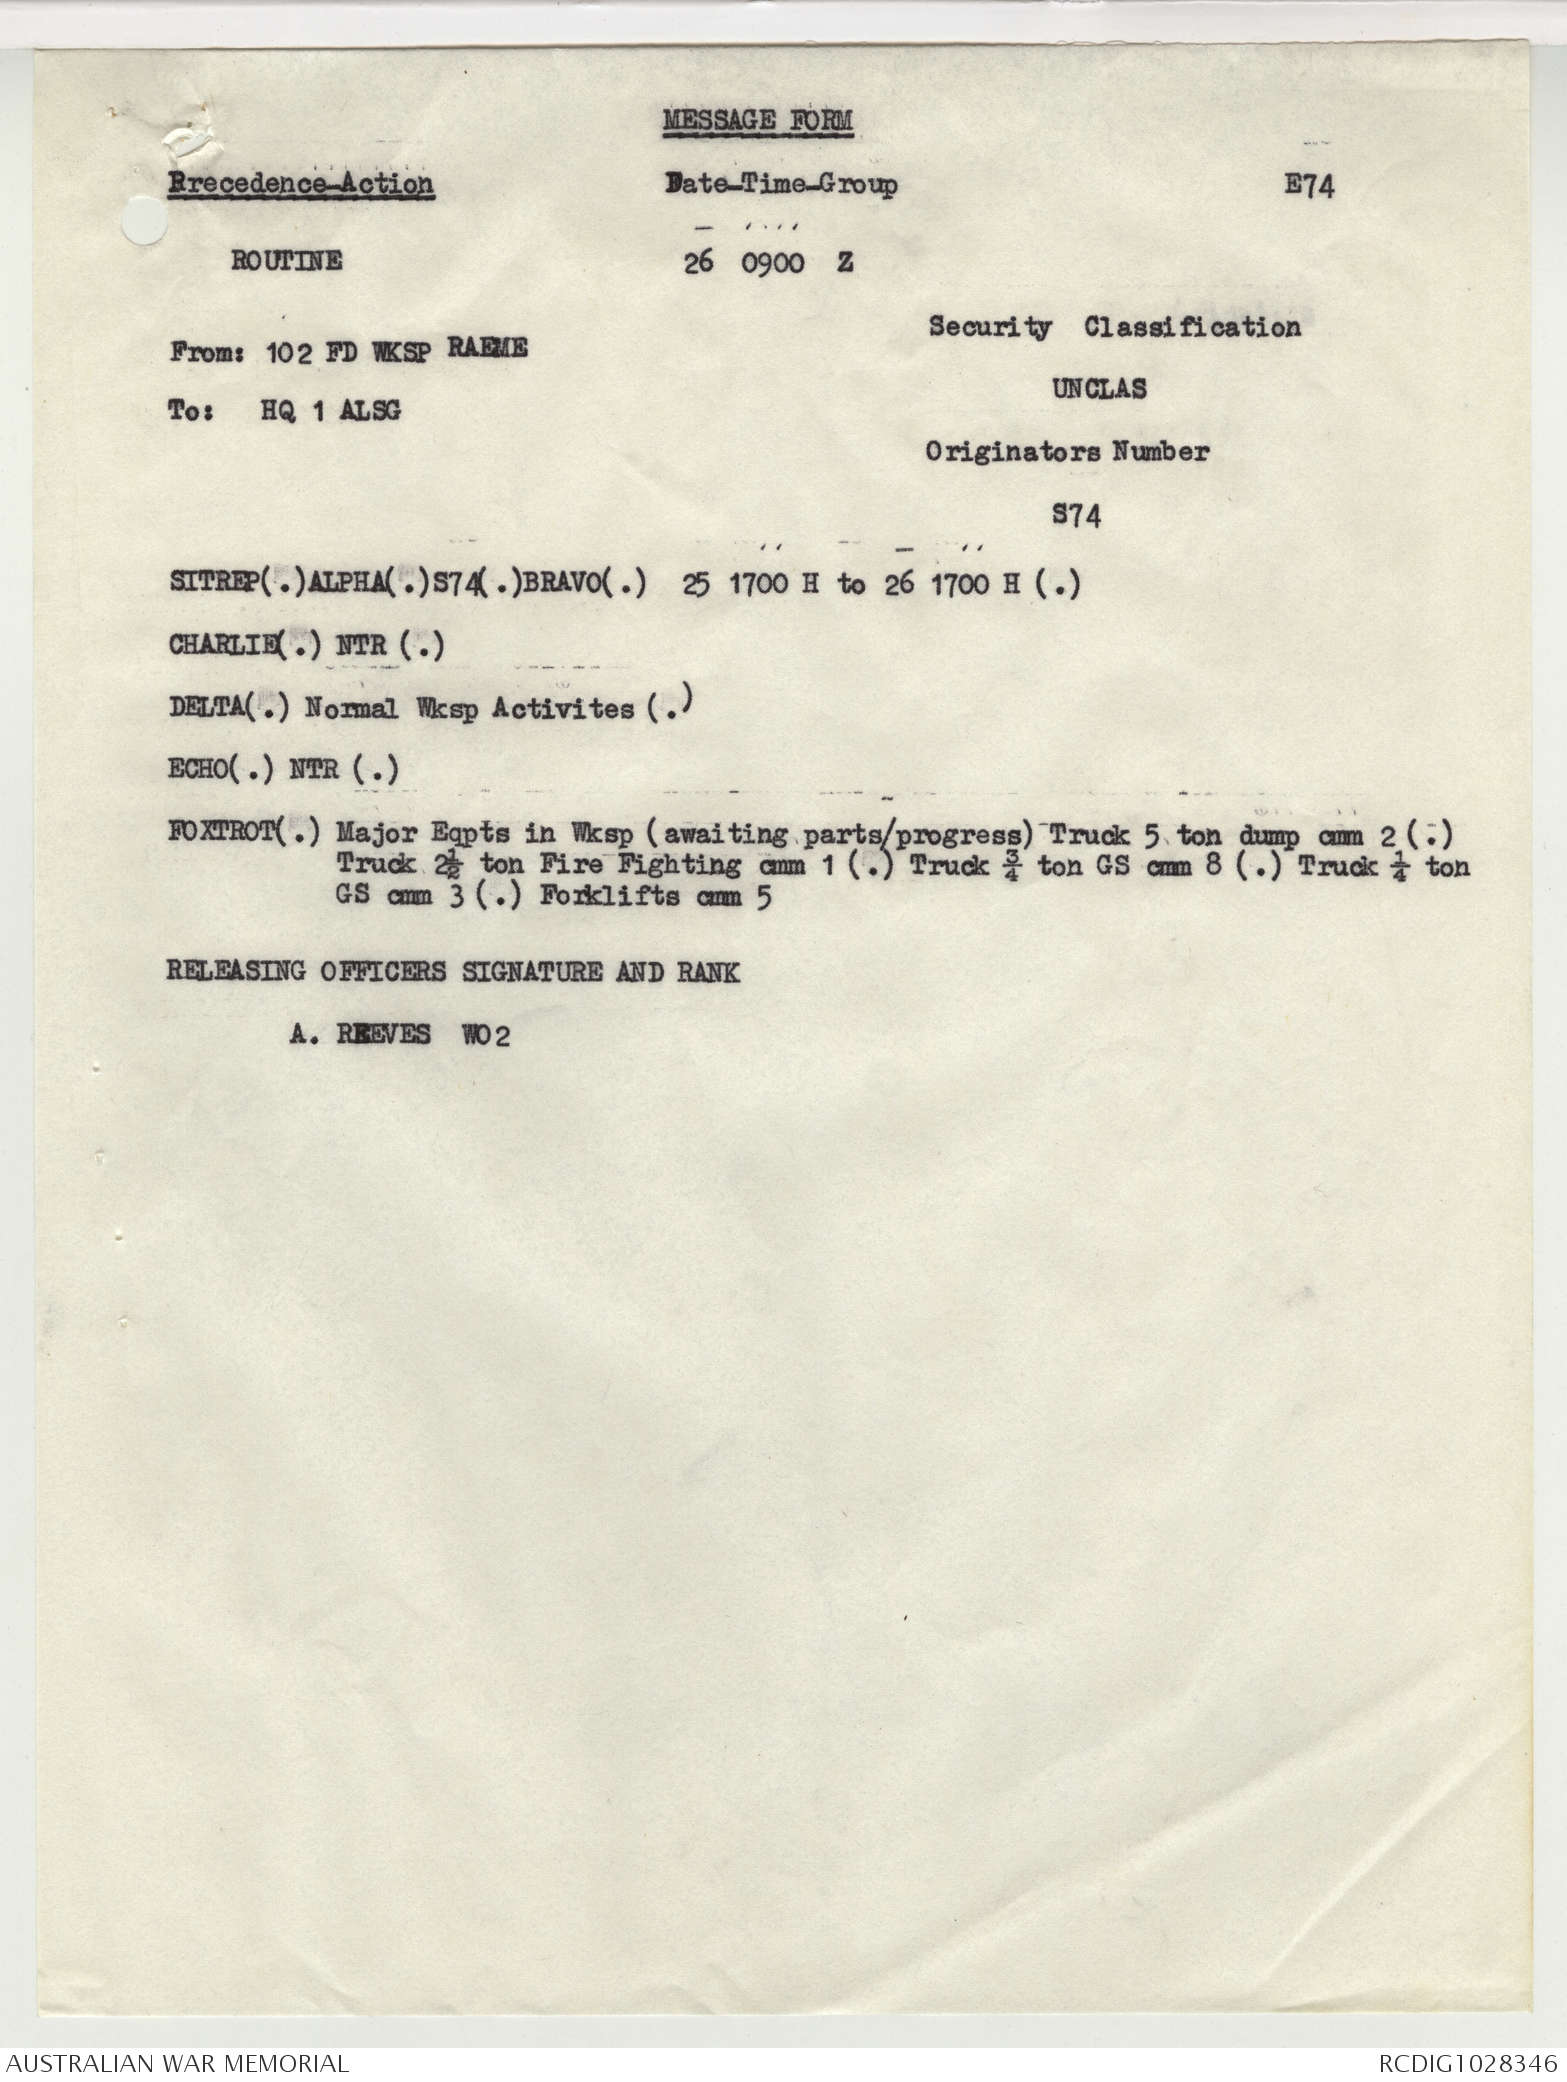 MESSAGE FORM
Precedence-Action Date-Time-Group E74
ROUTINE 26 0900 Z
Security Classification
From: 102 FD WKSP RAEME
UNCLAS
To: HQ 1 ALSG
Originators Number
S74
SITREP(.)ALPHA(.)S74(.)BRAVO(.) 25 1700 H to 26 1700 H (.)
CHARLIE(.) NTR (.)
DELTA(.) Normal Wksp Activites (.)
ECHO(.) NTR (.)
FOXTROT(.) Major Eqpts in Wksp (awaiting parts/progress) Truck 5 ton dump cmm 2 (.)
Truck 2½ ton Fire Fighting cmm 1 (.) Truck ¾ ton GS cmm 8 (.) Truck ¼ ton
GS cmm 3 (.) Forklifts cmm 5
RELEASING OFFICERS SIGNATURE AND RANK
A. REEVES WO2
AUSTRALIAN WAR MEMORIAL RCDIG1028346